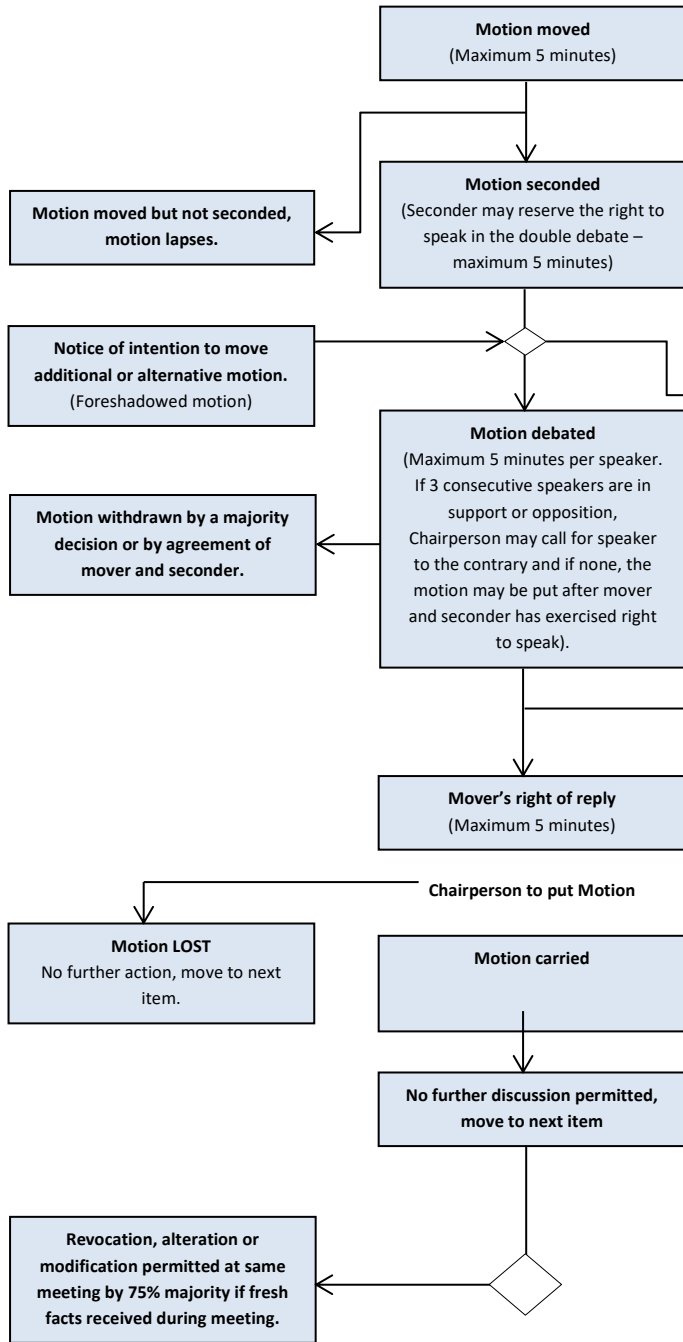 Motion moved
(Maximum 5 minutes)
Motion seconded
(Seconder may reserve the right to
speak in the double debate –
maximum 5 minutes)
Motion moved but not seconded,
motion lapses.
Notice of intention to move
additional or alternative motion.
(Foreshadowed motion)
Motion debated
(Maximum 5 minutes per speaker.
If 3 consecutive speakers are in
support or opposition,
Chairperson may call for speaker
to the contrary and if none, the
motion may be put after mover
and seconder has exercised right
to speak).
Motion withdrawn by a majority
decision or by agreement of
mover and seconder.
Mover’s right of reply
(Maximum 5 minutes)
Chairperson to put Motion
Motion LOST
No further action, move to next
item.
Motion carried
No further discussion permitted,
move to next item
Revocation, alteration or
modification permitted at same
meeting by 75% majority if fresh
facts received during meeting.